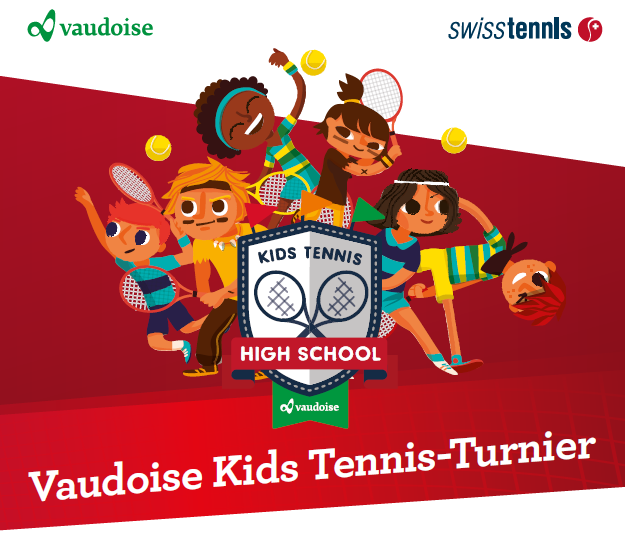 vaudoise
swisstennis
KIDS TENNIS
HIGH SCHOOL
vaudoise
Vaudoise Kids Tennis-Turnier